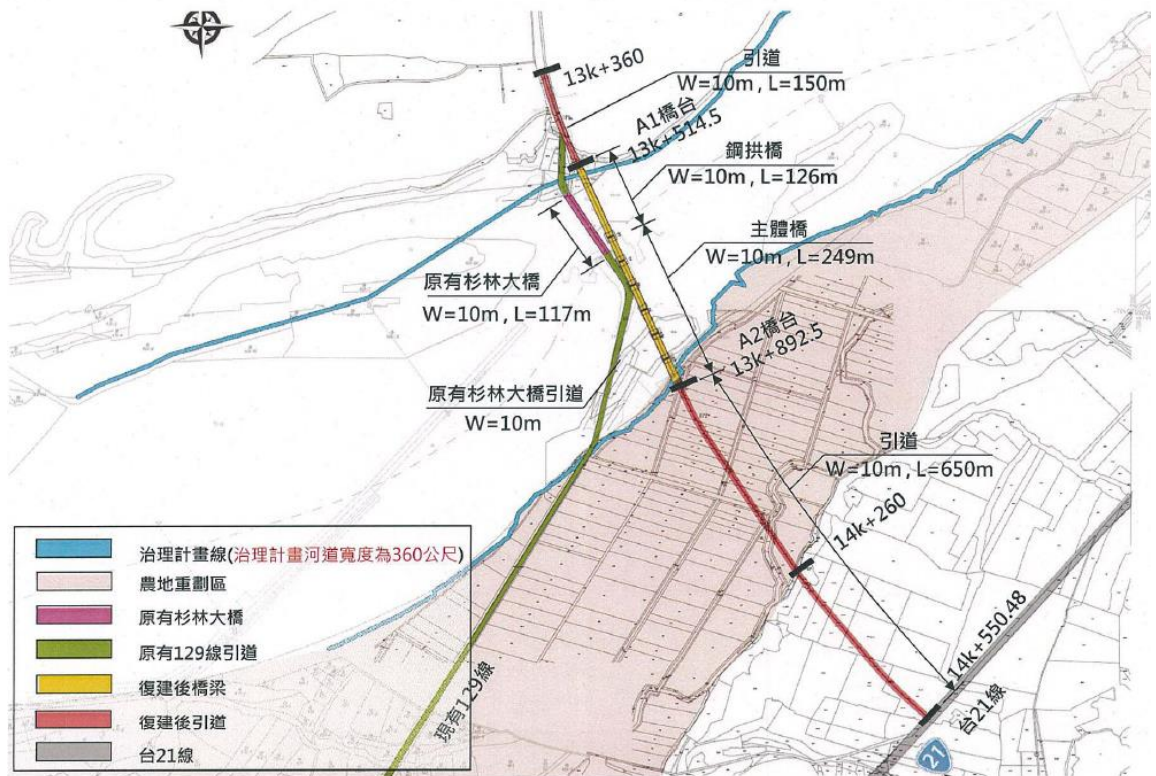 13k+360
引道
W=10m , L=150m
A1橋台
13k+514.5
鋼拱橋
W=10m , L=126m
主體橋
W=10m , L=249m
原有杉林大橋
W=10m , L=117m
A2橋台
13k+892.5
原有杉林大橋引道
W=10m
引道
W=10m , L=650m
14k+260
14k+550.48
台21線
21
現有129線
治理計畫線(治理計畫河道寬度為360公尺)
農地重劃區
原有杉林大橋
原有129線引道
復建後橋梁
復建後引道
台21線